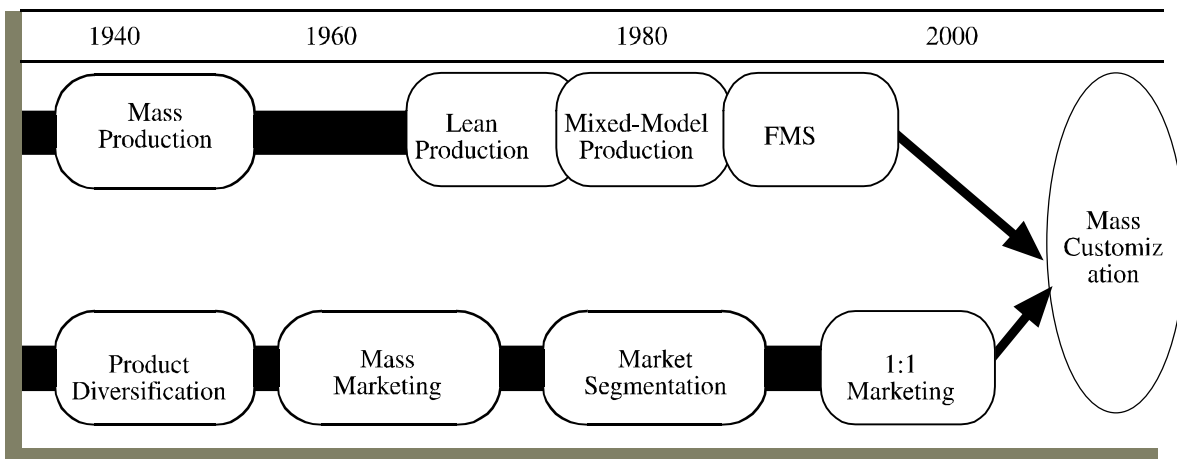 1940
1960
1980
2000
Mass
Production
Lean
Production
Mixed-Model
Production
FMS
Mass
Customiz
ation
Product
Diversification
Mass
Marketing
Market
Segmentation
1:1
Marketing